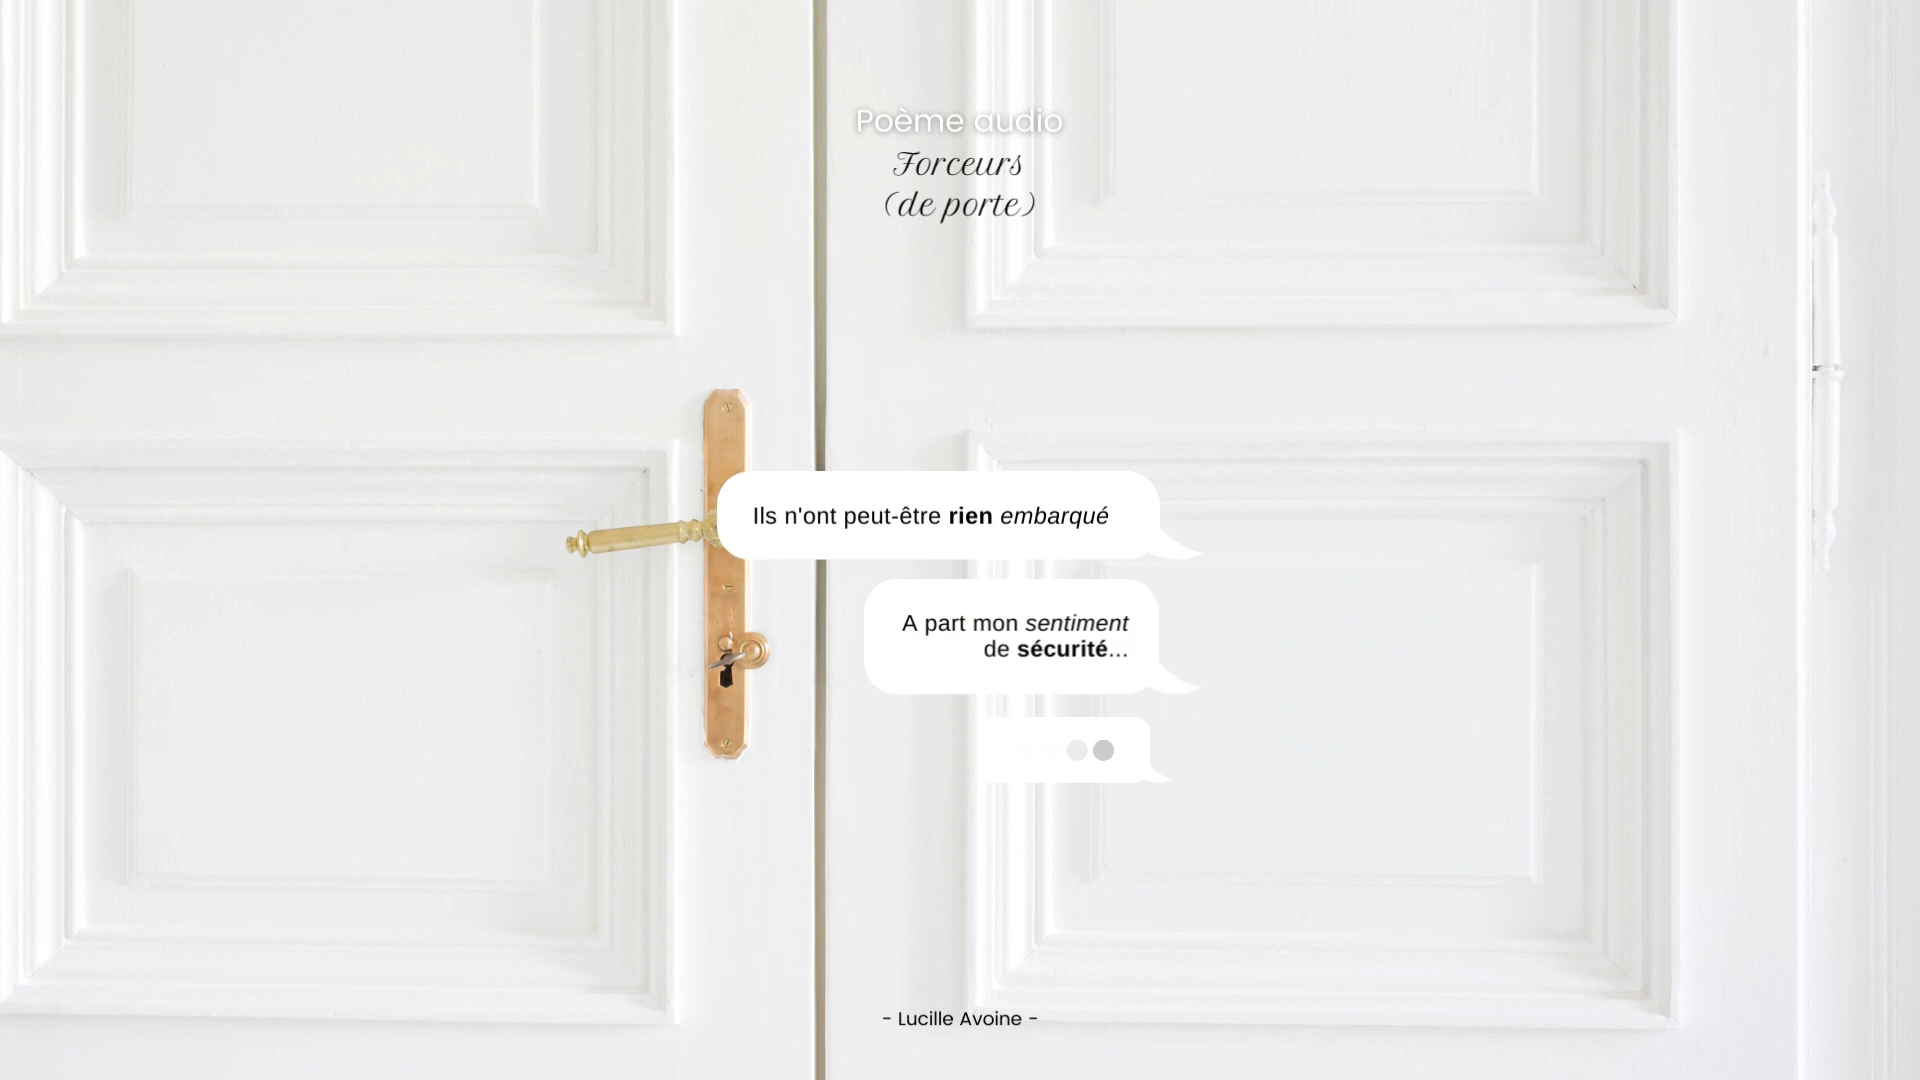 Poème audio
Forceurs
(de porte)
Ils n'ont peut-être rien embarqué
A part mon sentiment
de sécurité...
- Lucille Avoine -